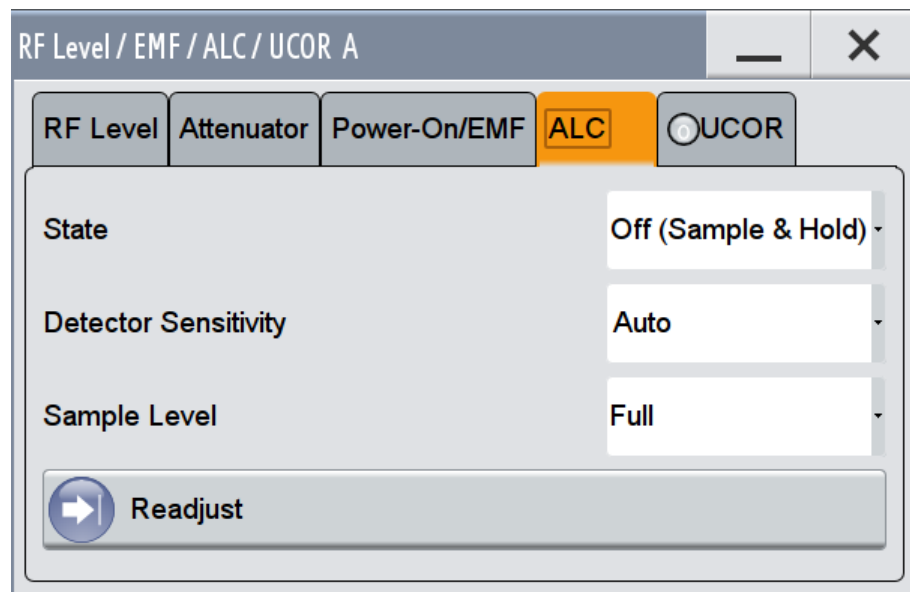 RF Level / EMF / ALC / UCOR A
RF Level Attenuator Power-On/EMF ALC UCOR
State Off (Sample & Hold)
Detector Sensitivity Auto
Sample Level Full
Readjust